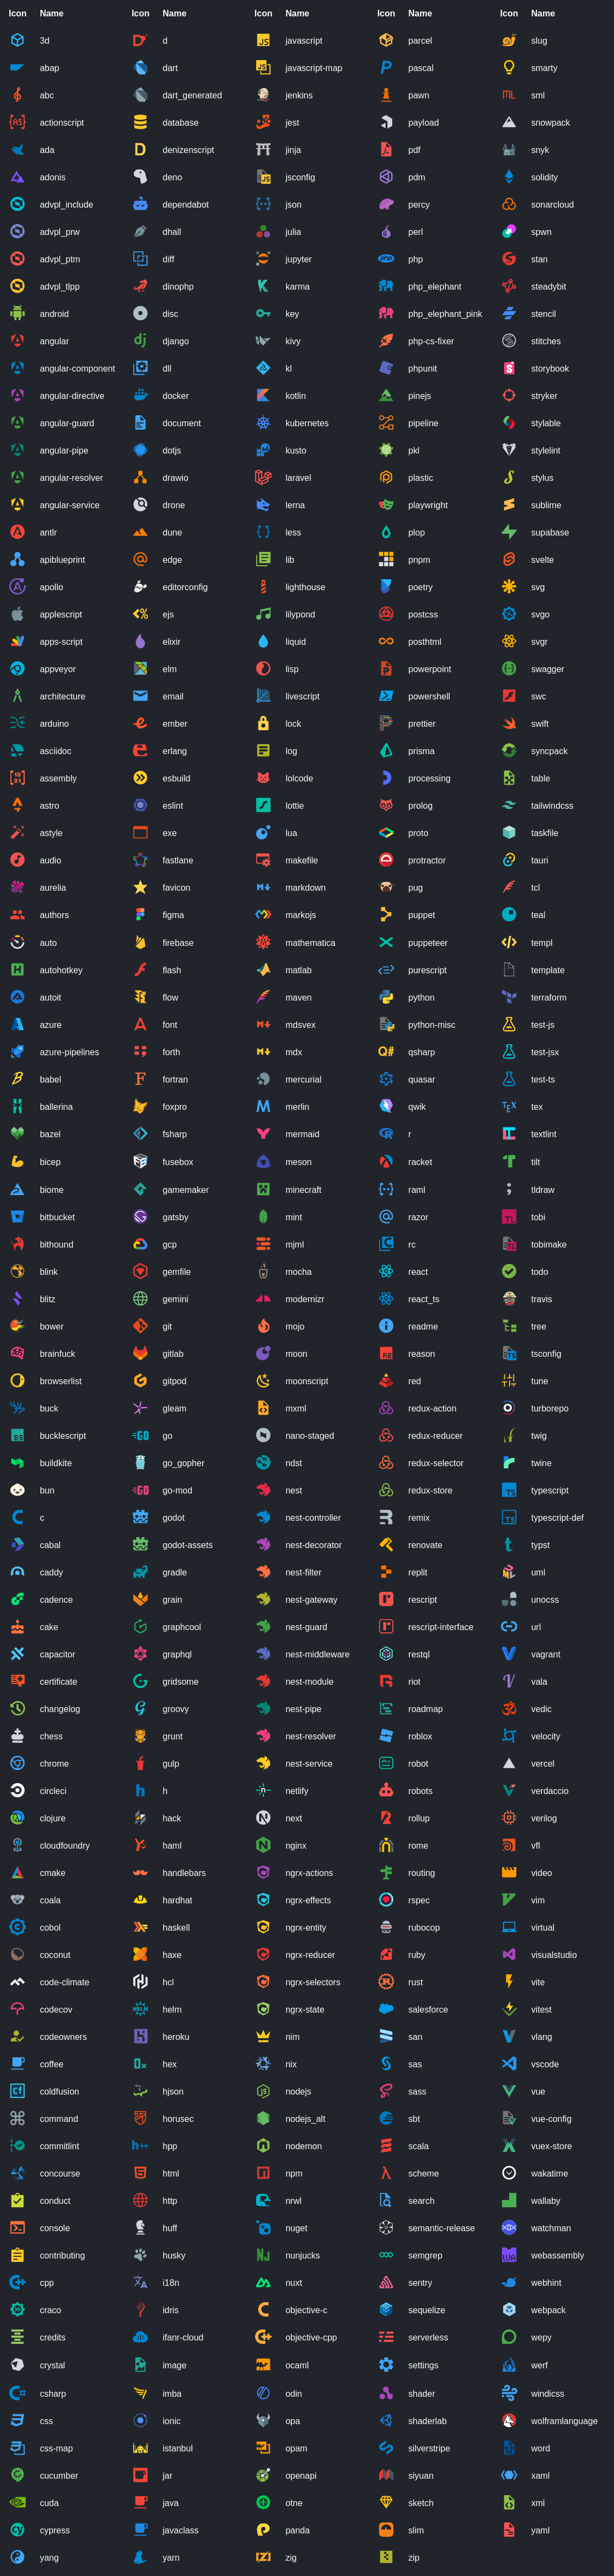 Icon Name Icon Name Icon Name Icon Name Icon Name
3d d javascript parcel slug
abap dart javascript-map pascal smarty
abc dart_generated jenkins pawn sml
actionscript database jest payload snowpack
ada denizenscript jinja pdf snyk
adonis deno jsconfig pdm solidity
advpl_include dependabot json percy sonarcloud
advpl_prw dhall julia perl spwn
advpl_ptm diff jupyter php stan
advpl_tlpp dinophp karma php_elephant steadybit
android disc key php_elephant_pink stencil
angular django kivy php-cs-fixer stitches
angular-component dll kl phpunit storybook
angular-directive docker kotlin pinejs stryker
angular-guard document kubernetes pipeline stylable
angular-pipe dotjs kusto pkl stylelint
angular-resolver drawio laravel plastic stylus
angular-service drone lerna playwright sublime
antlr dune less plop supabase
apiblueprint edge lib pnpm svelte
apollo editorconfig lighthouse poetry svg
applescript ejs lilypond postcss svgo
apps-script elixir liquid posthtml svgr
appveyor elm lisp powerpoint swagger
architecture email livescript powershell swc
arduino ember lock prettier swift
asciidoc erlang log prisma syncpack
assembly esbuild lolcode processing table
astro eslint lottie prolog tailwindcss
astyle exe lua proto taskfile
audio fastlane makefile protractor tauri
aurelia favicon markdown pug tcl
authors figma markojs puppet teal
auto firebase mathematica puppeteer templ
autohotkey flash matlab purescript template
autoit flow maven python terraform
azure font mdsvex python-misc test-js
azure-pipelines forth mdx qsharp test-jsx
babel fortran mercurial quasar test-ts
ballerina foxpro merlin qwik tex
bazel fsharp mermaid r textlint
bicep fusebox meson racket tilt
biome gamemaker minecraft raml tldraw
bitbucket gatsby mint razor tobi
bithound gcp mjml rc tobimake
blink gemfile mocha react todo
blitz gemini modernizr react_ts travis
bower git mojo readme tree
brainfuck gitlab moon reason tsconfig
browserlist gitpod moonscript red tune
buck gleam mxml redux-action turborepo
bucklescript go nano-staged redux-reducer twig
buildkite go_gopher ndst redux-selector twine
bun go-mod nest redux-store typescript
c godot nest-controller remix typescript-def
cabal godot-assets nest-decorator renovate typst
caddy gradle nest-filter replit uml
cadence grain nest-gateway rescript unocss
cake graphcool nest-guard rescript-interface url
capacitor graphql nest-middleware restql vagrant
certificate gridsome nest-module riot vala
changelog groovy nest-pipe roadmap vedic
chess grunt nest-resolver roblox velocity
chrome gulp nest-service robot vercel
circleci h netlify robots verdaccio
clojure hack next rollup verilog
cloudfoundry haml nginx rome vfl
cmake handlebars ngrx-actions routing video
coala hardhat ngrx-effects rspec vim
cobol haskell ngrx-entity rubocop virtual
coconut haxe ngrx-reducer ruby visualstudio
code-climate hcl ngrx-selectors rust vite
codecov helm ngrx-state salesforce vitest
codeowners heroku nim san vlang
coffee hex nix sas vscode
coldfusion hjson nodejs sass vue
command horusec nodejs_alt sbt vue-config
commitlint hpp nodemon scala vuex-store
concourse html npm scheme wakatime
conduct http nrwl search wallaby
console huff nuget semantic-release watchman
contributing husky nunjucks semgrep webassembly
cpp i18n nuxt sentry webhint
craco idris objective-c sequelize webpack
credits ifanr-cloud objective-cpp serverless wepy
crystal image ocaml settings werf
csharp imba odin shader windicss
css ionic opa shaderlab wolframlanguage
css-map istanbul opam silverstripe word
cucumber jar openapi siyuan xaml
cuda java otne sketch xml
cypress javaclass panda slim yaml
yang yarn zig zip